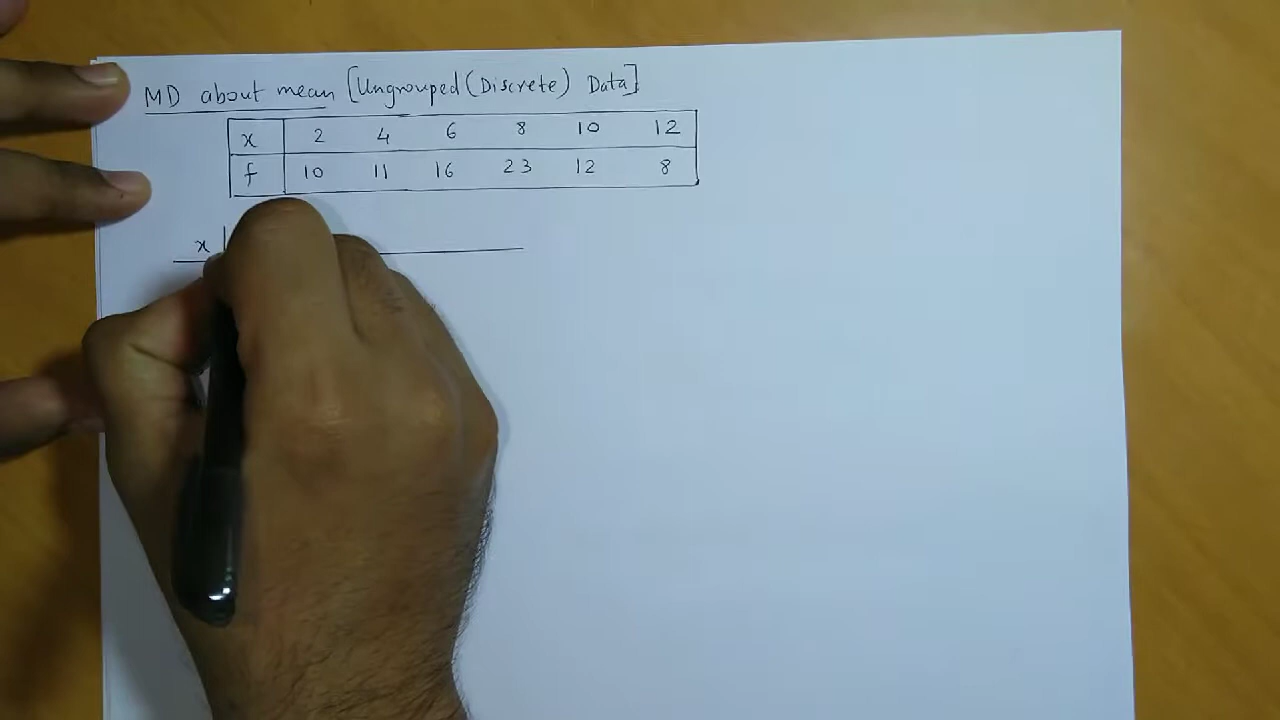 MD about mean [Ungrouped (Discrete) Data]
x 2 4 6 8 10 12
f 10 11 16 23 12 8
x